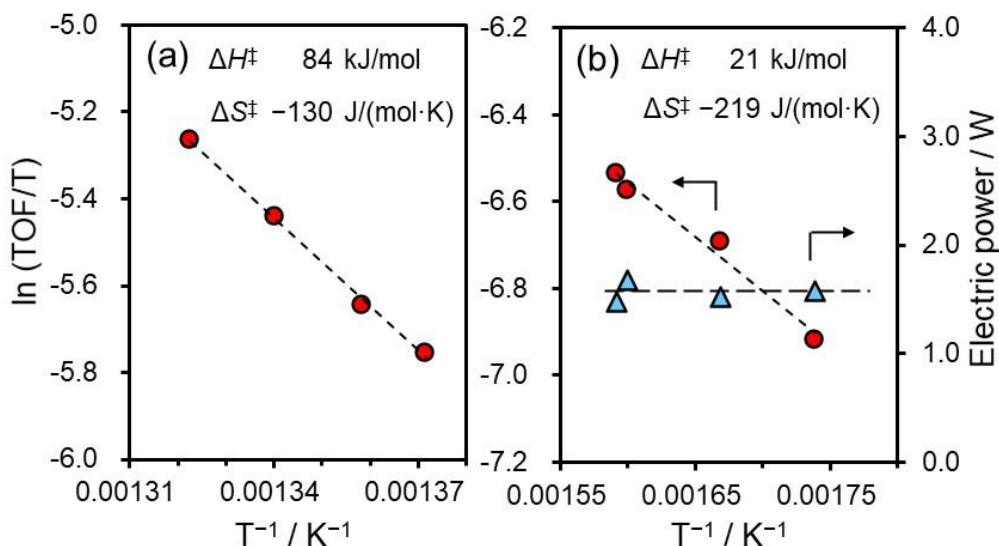 (a) ΔH‡ 84 kJ/mol
ΔS‡ −130 J/(mol·K)
ln (TOF/T)
-5.0
-5.2
-5.4
-5.6
-5.8
-6.0
0.00131 0.00134 0.00137
T⁻¹ / K⁻¹
(b) ΔH‡ 21 kJ/mol
ΔS‡ −219 J/(mol·K)
-6.2
-6.4
-6.6
-6.8
-7.0
-7.2
0.00155 0.00165 0.00175
T⁻¹ / K⁻¹
4.0
3.0
2.0
1.0
0.0
Electric power / W